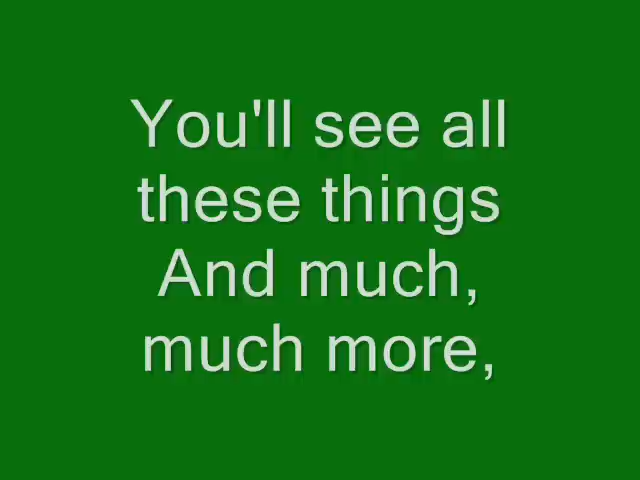 You'll see all
these things
And much,
much more,